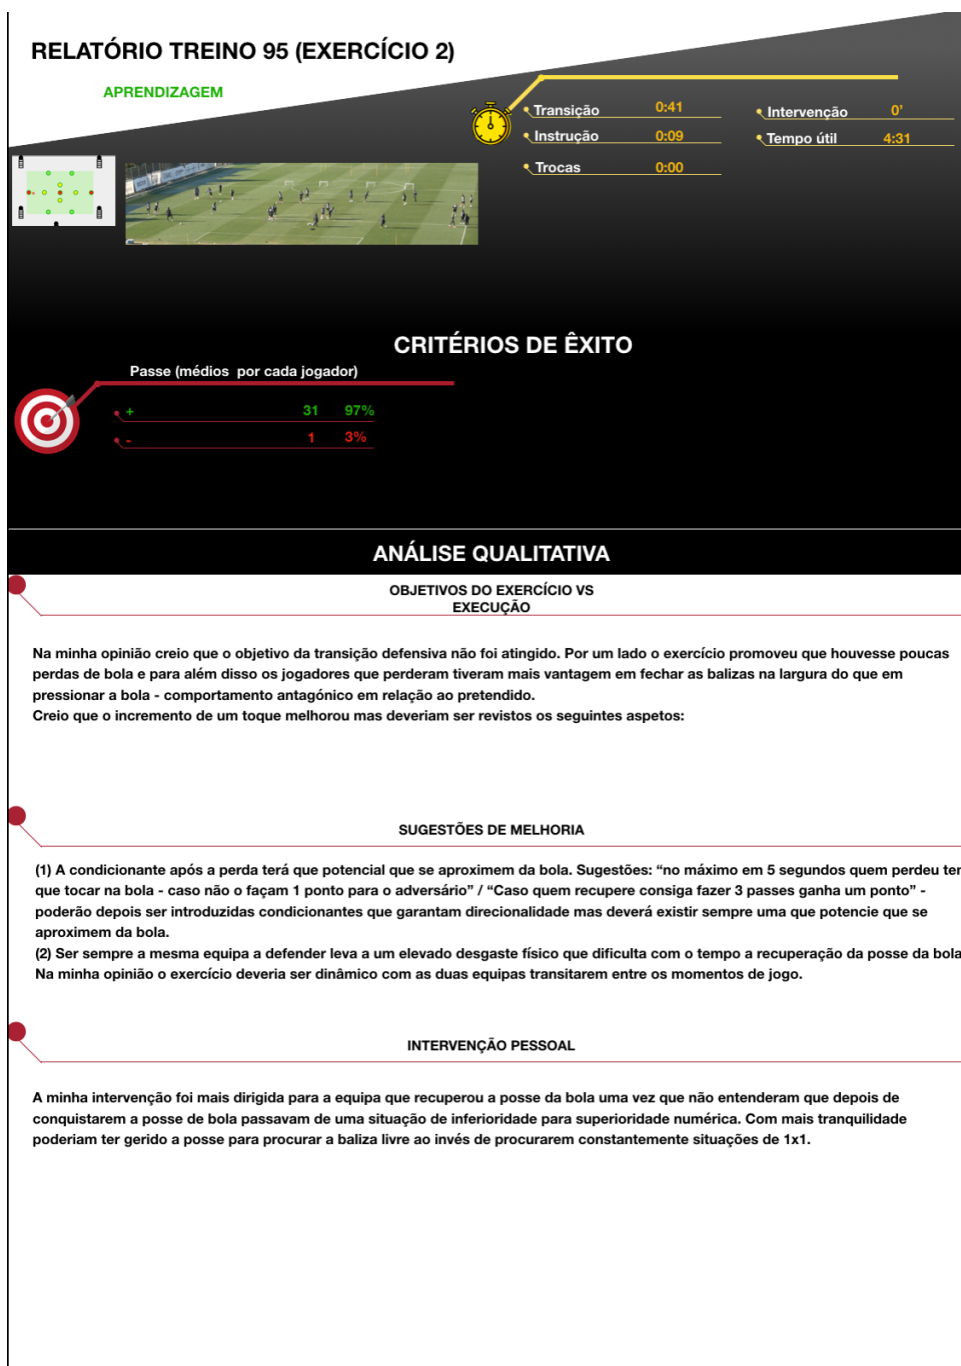 RELATÓRIO TREINO 95 (EXERCÍCIO 2)
APRENDIZAGEM
Transição 0:41
Instrução 0:09
Trocas 0:00
Intervenção 0’
Tempo útil 4:31
CRITÉRIOS DE ÊXITO
Passe (médios por cada jogador)
+ 31 97%
- 1 3%
ANÁLISE QUALITATIVA
OBJETIVOS DO EXERCÍCIO VS
EXECUÇÃO
Na minha opinião creio que o objetivo da transição defensiva não foi atingido. Por um lado o exercício promoveu que houvesse poucas
perdas de bola e para além disso os jogadores que perderam tiveram mais vantagem em fechar as balizas na largura do que em
pressionar a bola - comportamento antagónico em relação ao pretendido.
Creio que o incremento de um toque melhorou mas deveriam ser revistos os seguintes aspetos:
SUGESTÕES DE MELHORIA
(1) A condicionante após a perda terá que potencial que se aproximem da bola. Sugestões: “no máximo em 5 segundos quem perdeu ter
que tocar na bola - caso não o façam 1 ponto para o adversário” / “Caso quem recupere consiga fazer 3 passes ganha um ponto” -
poderão depois ser introduzidas condicionantes que garantam direcionalidade mas deverá existir sempre uma que potencie que se
aproximem da bola.
(2) Ser sempre a mesma equipa a defender leva a um elevado desgaste físico que dificulta com o tempo a recuperação da posse da bola
Na minha opinião o exercício deveria ser dinâmico com as duas equipas transitarem entre os momentos de jogo.
INTERVENÇÃO PESSOAL
A minha intervenção foi mais dirigida para a equipa que recuperou a posse da bola uma vez que não entenderam que depois de
conquistarem a posse de bola passavam de uma situação de inferioridade para superioridade numérica. Com mais tranquilidade
poderiam ter gerido a posse para procurar a baliza livre ao invés de procurarem constantemente situações de 1x1.